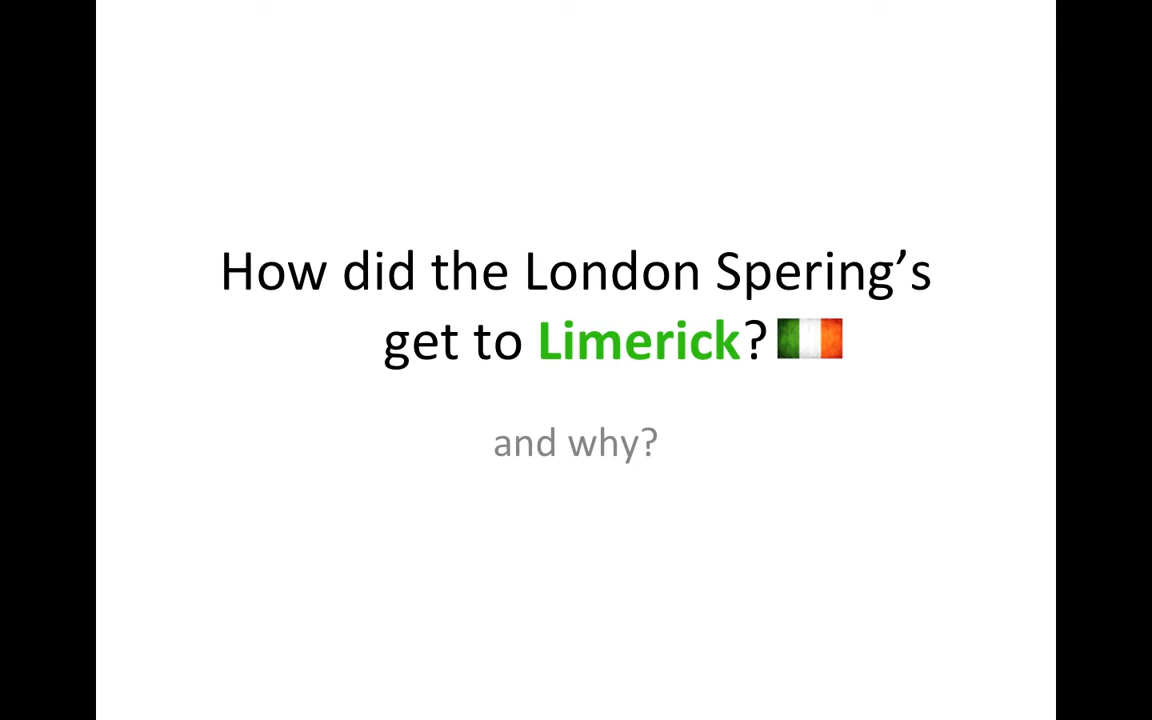 How did the London Spering’s
get to Limerick?
and why?